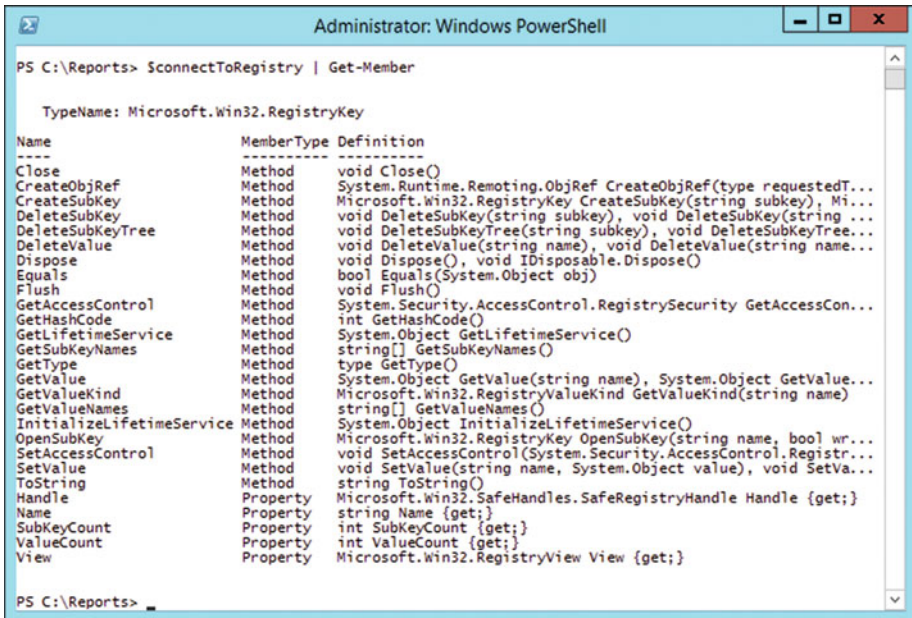 Administrator: Windows PowerShell
PS C:\Reports> $connectToRegistry | Get-Member
TypeName: Microsoft.Win32.RegistryKey
Name MemberType Definition
---- ---------- ----------
Close Method void Close()
CreateObjRef Method System.Runtime.Remoting.ObjRef CreateObjRef(type requestedT...
CreateSubKey Method Microsoft.Win32.RegistryKey CreateSubKey(string subkey), Mi...
DeleteSubKey Method void DeleteSubKey(string subkey), void DeleteSubKey(string ...
DeleteSubKeyTree Method void DeleteSubKeyTree(string subkey), void DeleteSubKeyTree...
DeleteValue Method void DeleteValue(string name), void DeleteValue(string name...
Dispose Method void Dispose(), void IDisposable.Dispose()
Equals Method bool Equals(System.Object obj)
Flush Method void Flush()
GetAccessControl Method System.Security.AccessControl.RegistrySecurity GetAccessCon...
GetHashCode Method int GetHashCode()
GetLifetimeService Method System.Object GetLifetimeService()
GetSubKeyNames Method string[] GetSubKeyNames()
GetType Method type GetType()
GetValue Method System.Object GetValue(string name), System.Object GetValue...
GetValueKind Method Microsoft.Win32.RegistryValueKind GetValueKind(string name)
GetValueNames Method string[] GetValueNames()
InitializeLifetimeService Method System.Object InitializeLifetimeService()
OpenSubKey Method Microsoft.Win32.RegistryKey OpenSubKey(string name, bool wr...
SetAccessControl Method void SetAccessControl(System.Security.AccessControl.Registr...
SetValue Method void SetValue(string name, System.Object value), void SetVa...
ToString Method string ToString()
Handle Property Microsoft.Win32.SafeHandles.SafeRegistryHandle Handle {get;}
Name Property string Name {get;}
SubKeyCount Property int SubKeyCount {get;}
ValueCount Property int ValueCount {get;}
View Property Microsoft.Win32.RegistryView View {get;}
PS C:\Reports> _